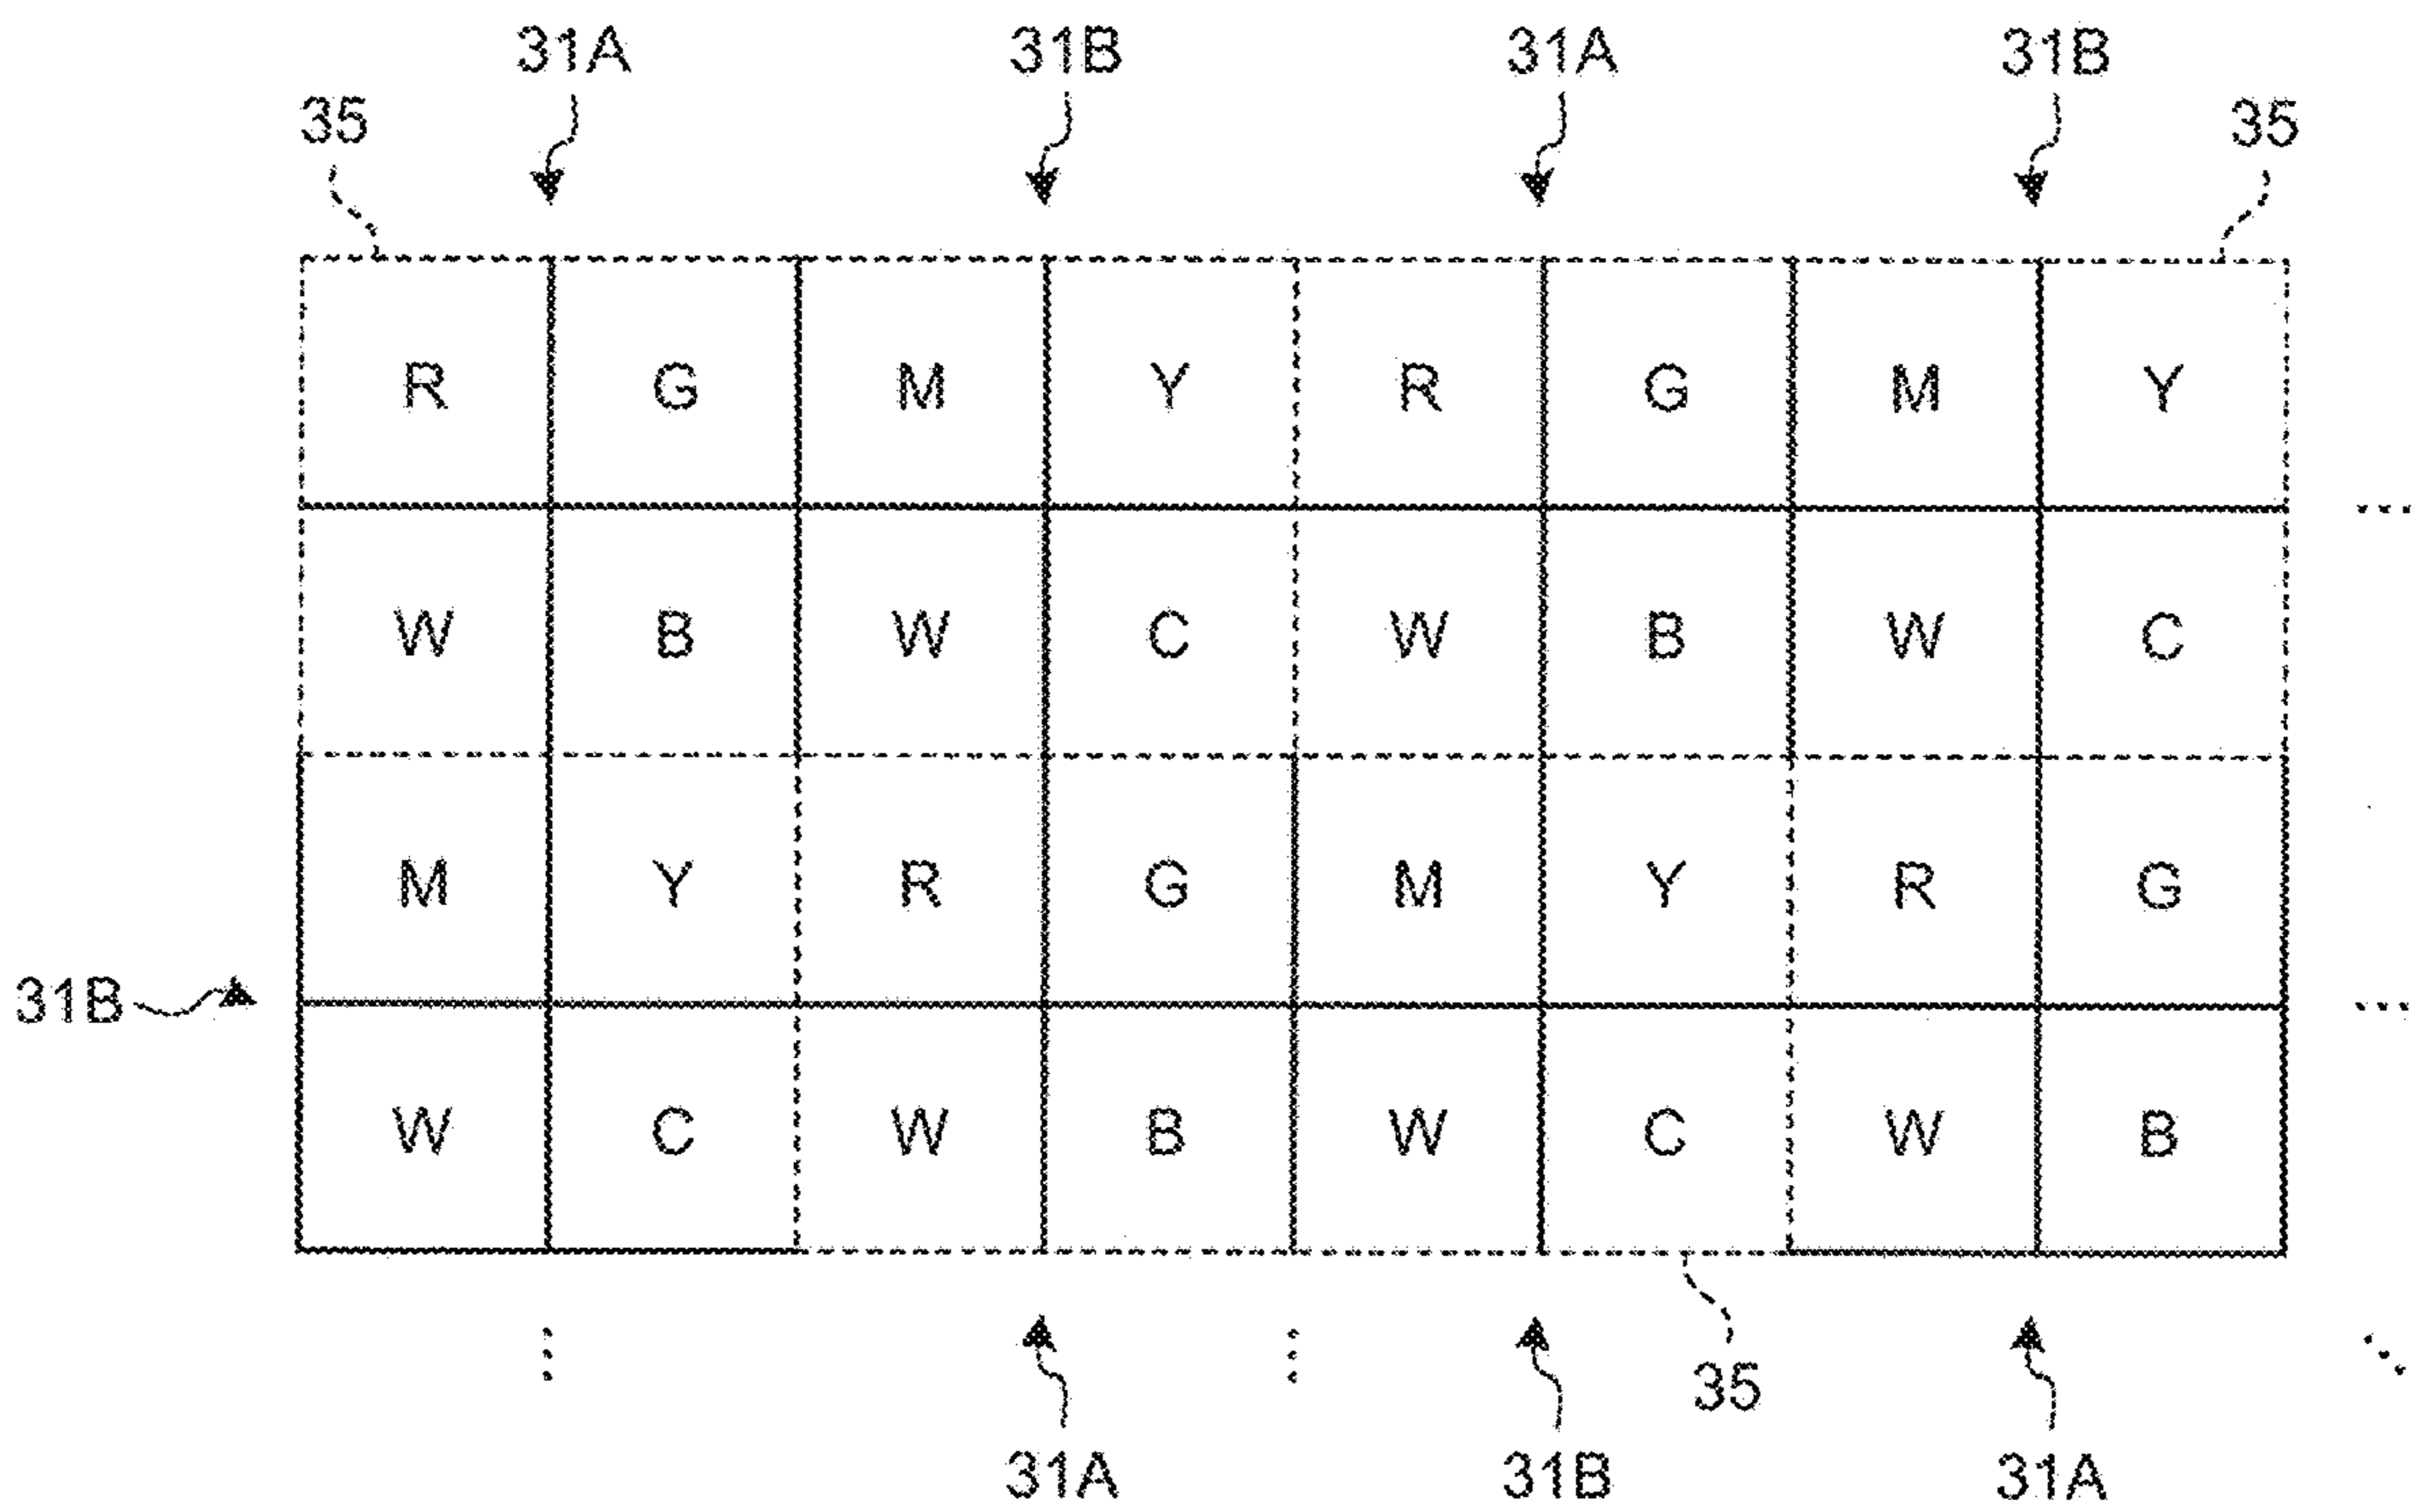 31A 31B 31A 31B
35 35
R G M Y R G M Y
W B W C W B W C
M Y R G M Y R G
31B
W C W B W C W B
35
31A 31B 31A